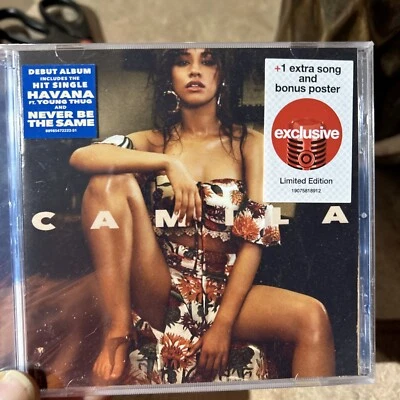 DEBUT ALBUM
INCLUDES THE
HIT SINGLE
HAVANA
FT. YOUNG THUG
AND
NEVER BE
THE SAME
+1 extra song
and
bonus poster
exclusive
Limited Edition
19075818912
CAMILA